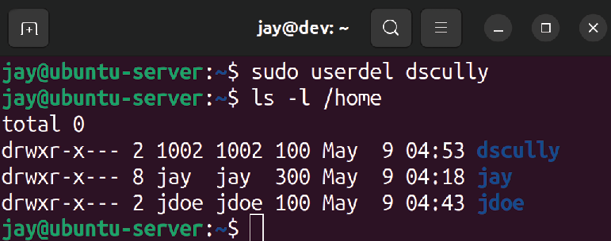 jay@dev: ~
jay@ubuntu-server:~$ sudo userdel dscully
jay@ubuntu-server:~$ ls -l /home
total 0
drwxr-x--- 2 1002 1002 100 May  9 04:53 dscully
drwxr-x--- 8 jay  jay  300 May  9 04:18 jay
drwxr-x--- 2 jdoe jdoe 100 May  9 04:43 jdoe
jay@ubuntu-server:~$